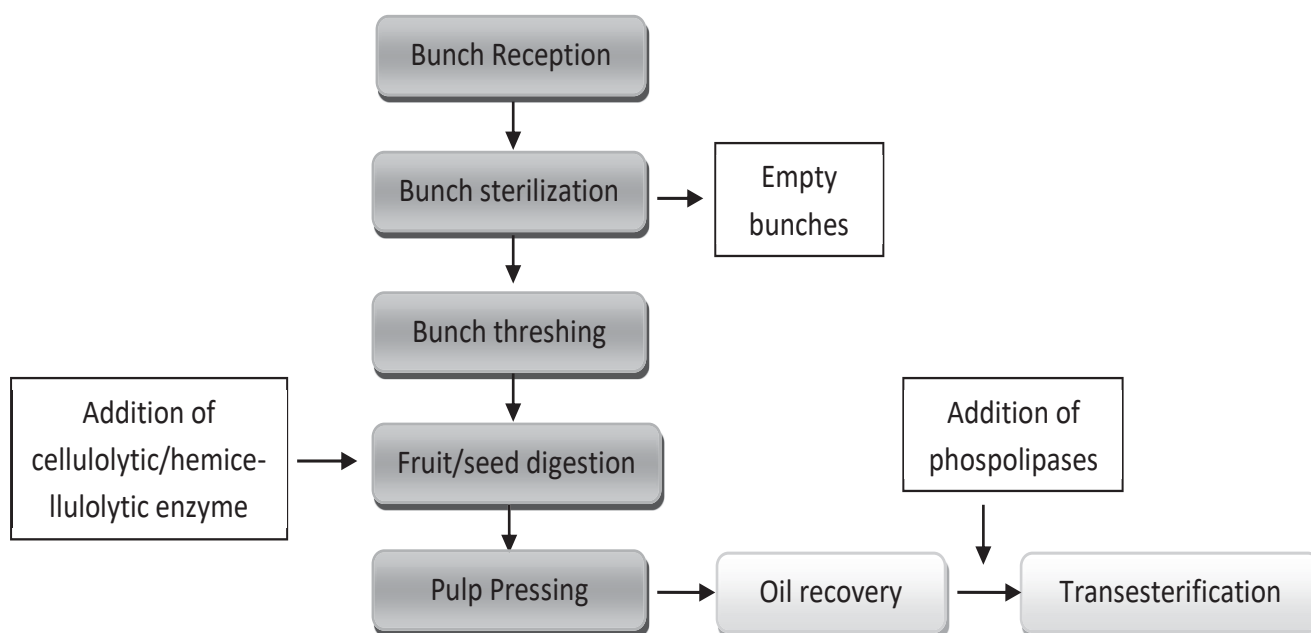 Bunch Reception
Bunch sterilization
Empty
bunches
Bunch threshing
Addition of
cellulolytic/hemice-
llulolytic enzyme
Fruit/seed digestion
Addition of
phospolipases
Pulp Pressing
Oil recovery
Transesterification